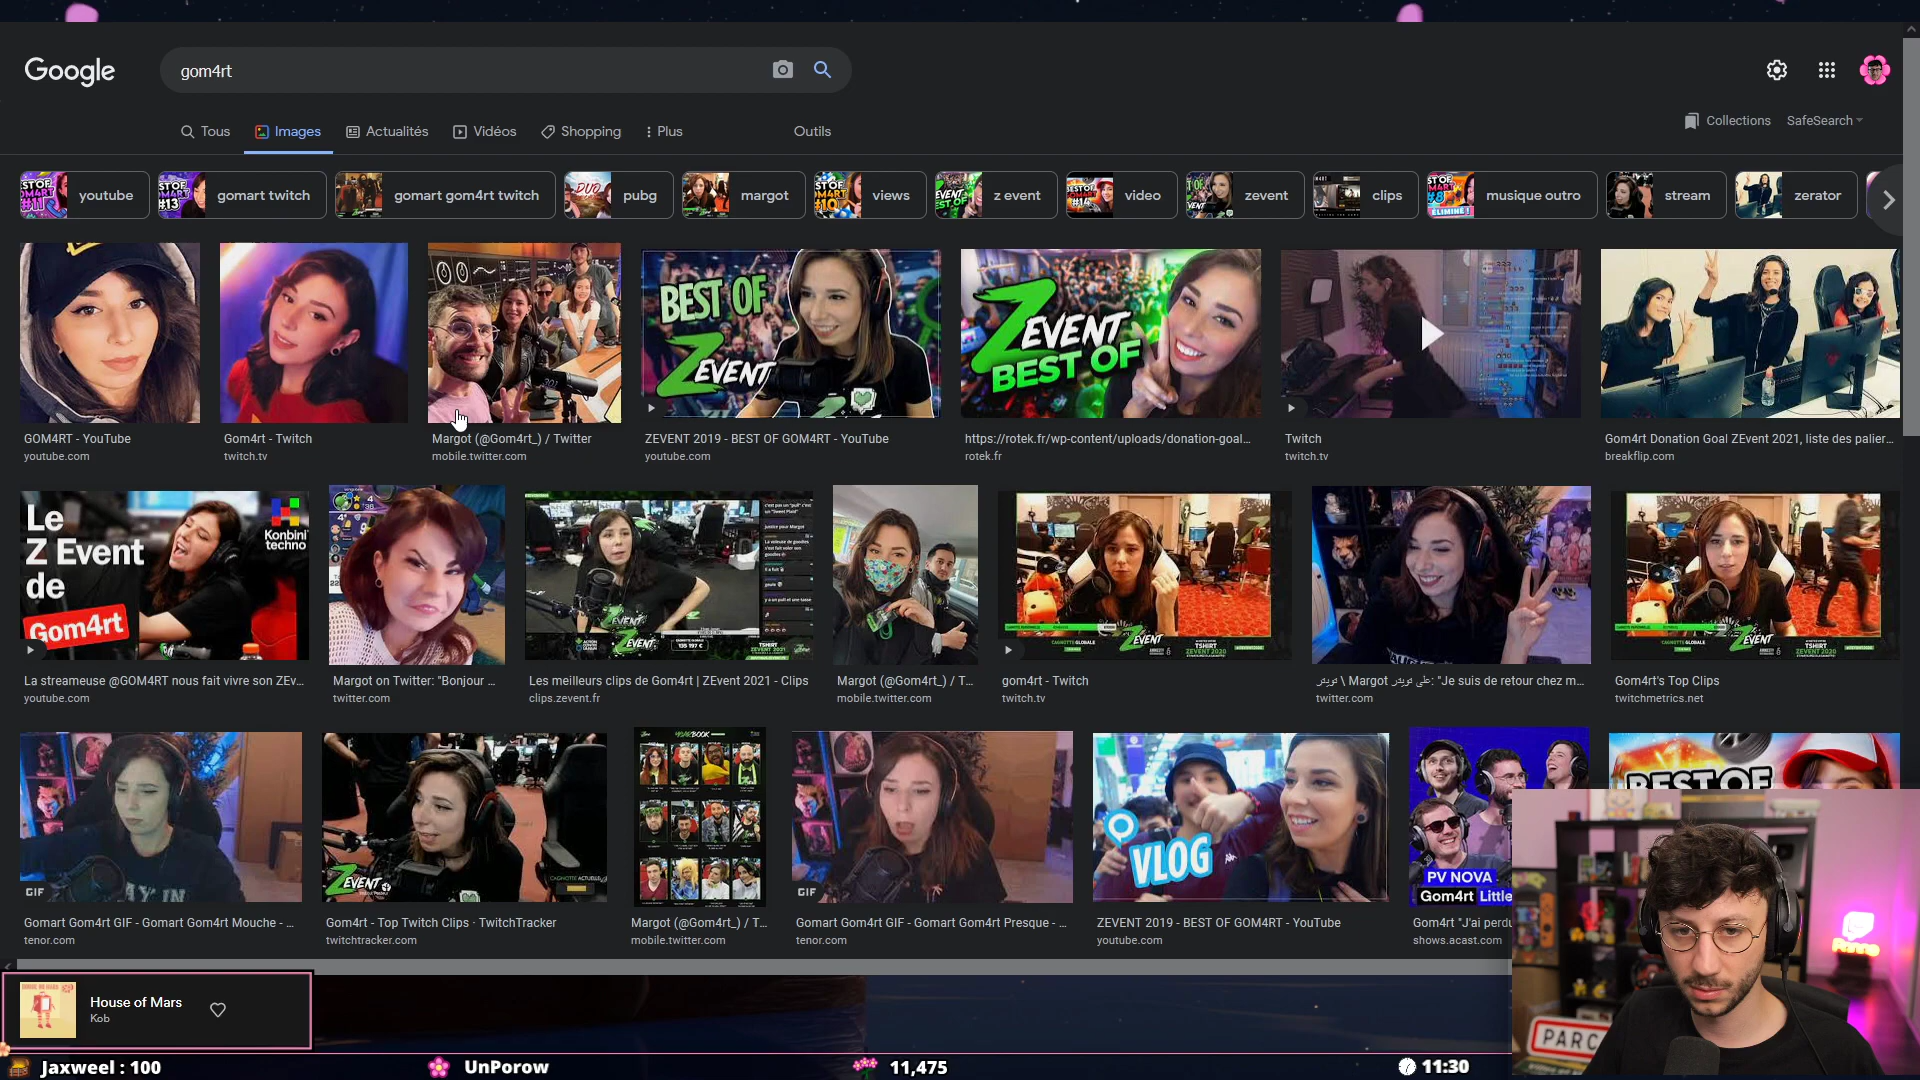 Google
gom4rt
Tous
Images
Actualités
Vidéos
Shopping
Plus
Outils
Collections
SafeSearch
youtube
gomart twitch
gomart gom4rt twitch
pubg
margot
views
z event
video
zevent
clips
musique outro
stream
zerator
BEST OF
ZEVENT
ZEVENT
BEST OF
GOM4RT - YouTube
youtube.com
Gom4rt - Twitch
twitch.tv
Margot (@Gom4rt_) / Twitter
mobile.twitter.com
ZEVENT 2019 - BEST OF GOM4RT - YouTube
youtube.com
https://rotek.fr/wp-content/uploads/donation-goal...
rotek.fr
Twitch
twitch.tv
Gom4rt Donation Goal ZEvent 2021, liste des palier...
breakflip.com
Le
Z Event
de
Gom4rt
Konbini
techno
La streameuse @GOM4RT nous fait vivre son ZEv...
youtube.com
Margot on Twitter: "Bonjour ...
twitter.com
Les meilleurs clips de Gom4rt | ZEvent 2021 - Clips
clips.zevent.fr
Margot (@Gom4rt_) / T...
mobile.twitter.com
gom4rt - Twitch
twitch.tv
على تويتر: "Je suis de retour chez m... \ Margot تويتر
twitter.com
Gom4rt's Top Clips
twitchmetrics.net
GIF
ZEVENT
YEARBOOK
GIF
VLOG
PV NOVA
Gom4rt Little
BEST OF
Gomart Gom4rt GIF - Gomart Gom4rt Mouche - ...
tenor.com
Gom4rt - Top Twitch Clips · TwitchTracker
twitchtracker.com
Margot (@Gom4rt_) / T...
mobile.twitter.com
Gomart Gom4rt GIF - Gomart Gom4rt Presque - ...
tenor.com
ZEVENT 2019 - BEST OF GOM4RT - YouTube
youtube.com
Gom4rt "J'ai perdu
shows.acast.com
House of Mars
Kob
PARC
Jaxweel : 100
UnPorow
11,475
11:30